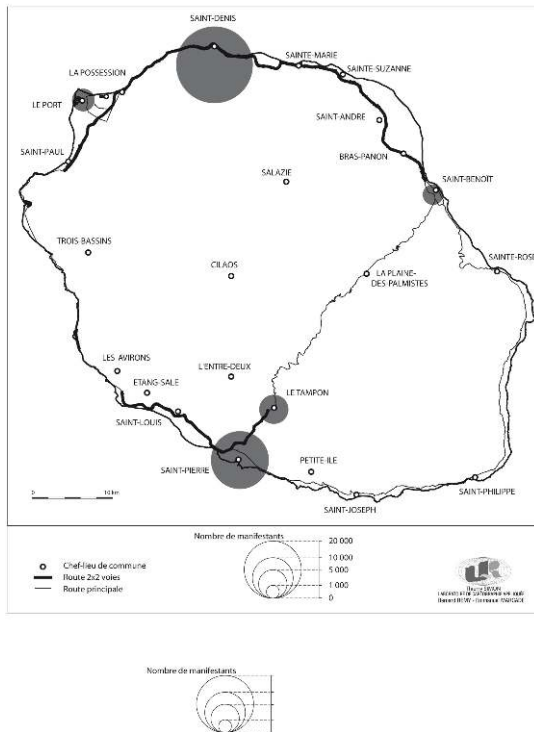 SAINT-DENIS
SAINTE-MARIE
SAINTE-SUZANNE
LA POSSESSION
LE PORT
SAINT-ANDRE
SAINT-PAUL
BRAS-PANON
SALAZIE
SAINT-BENOÎT
TROIS-BASSINS
CILAOS
SAINTE-ROSE
LA PLAINE-
DES-PALMISTES
LES AVIRONS
L'ENTRE-DEUX
ETANG-SALE
LE TAMPON
SAINT-LOUIS
SAINT-PIERRE
PETITE-ILE
SAINT-PHILIPPE
SAINT-JOSEPH
0 10 km
Nombre de manifestants
20 000
10 000
5 000
1 000
0
Chef-lieu de commune
Route 2x2 voies
Route principale
UR
Nombre de manifestants